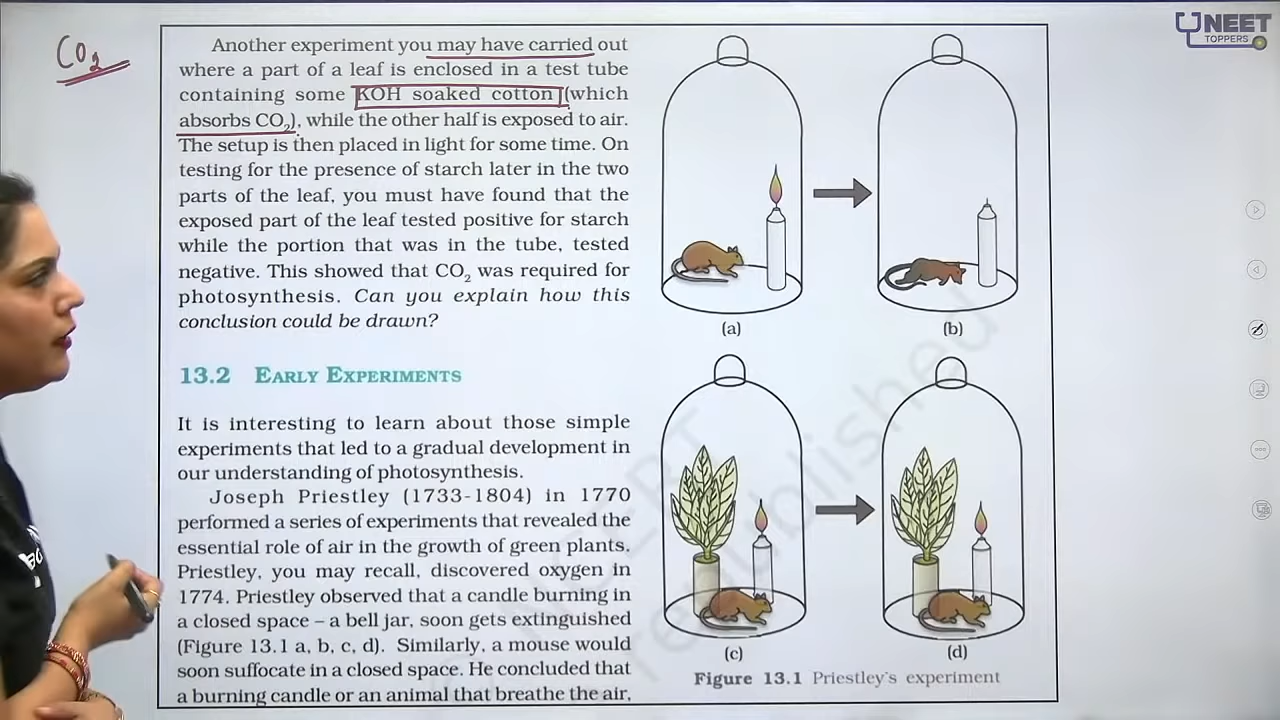 CO2
NEET
TOPPERS
Another experiment you may have carried out
where a part of a leaf is enclosed in a test tube
containing some KOH soaked cotton (which
absorbs CO2), while the other half is exposed to air.
The setup is then placed in light for some time. On
testing for the presence of starch later in the two
parts of the leaf, you must have found that the
exposed part of the leaf tested positive for starch
while the portion that was in the tube, tested
negative. This showed that CO2 was required for
photosynthesis. Can you explain how this
conclusion could be drawn?
13.2 EARLY EXPERIMENTS
It is interesting to learn about those simple
experiments that led to a gradual development in
our understanding of photosynthesis.
Joseph Priestley (1733-1804) in 1770
performed a series of experiments that revealed the
essential role of air in the growth of green plants.
Priestley, you may recall, discovered oxygen in
1774. Priestley observed that a candle burning in
a closed space – a bell jar, soon gets extinguished
(Figure 13.1 a, b, c, d). Similarly, a mouse would
soon suffocate in a closed space. He concluded that
a burning candle or an animal that breathe the air,
(a)
(b)
(c)
(d)
Figure 13.1 Priestley's experiment